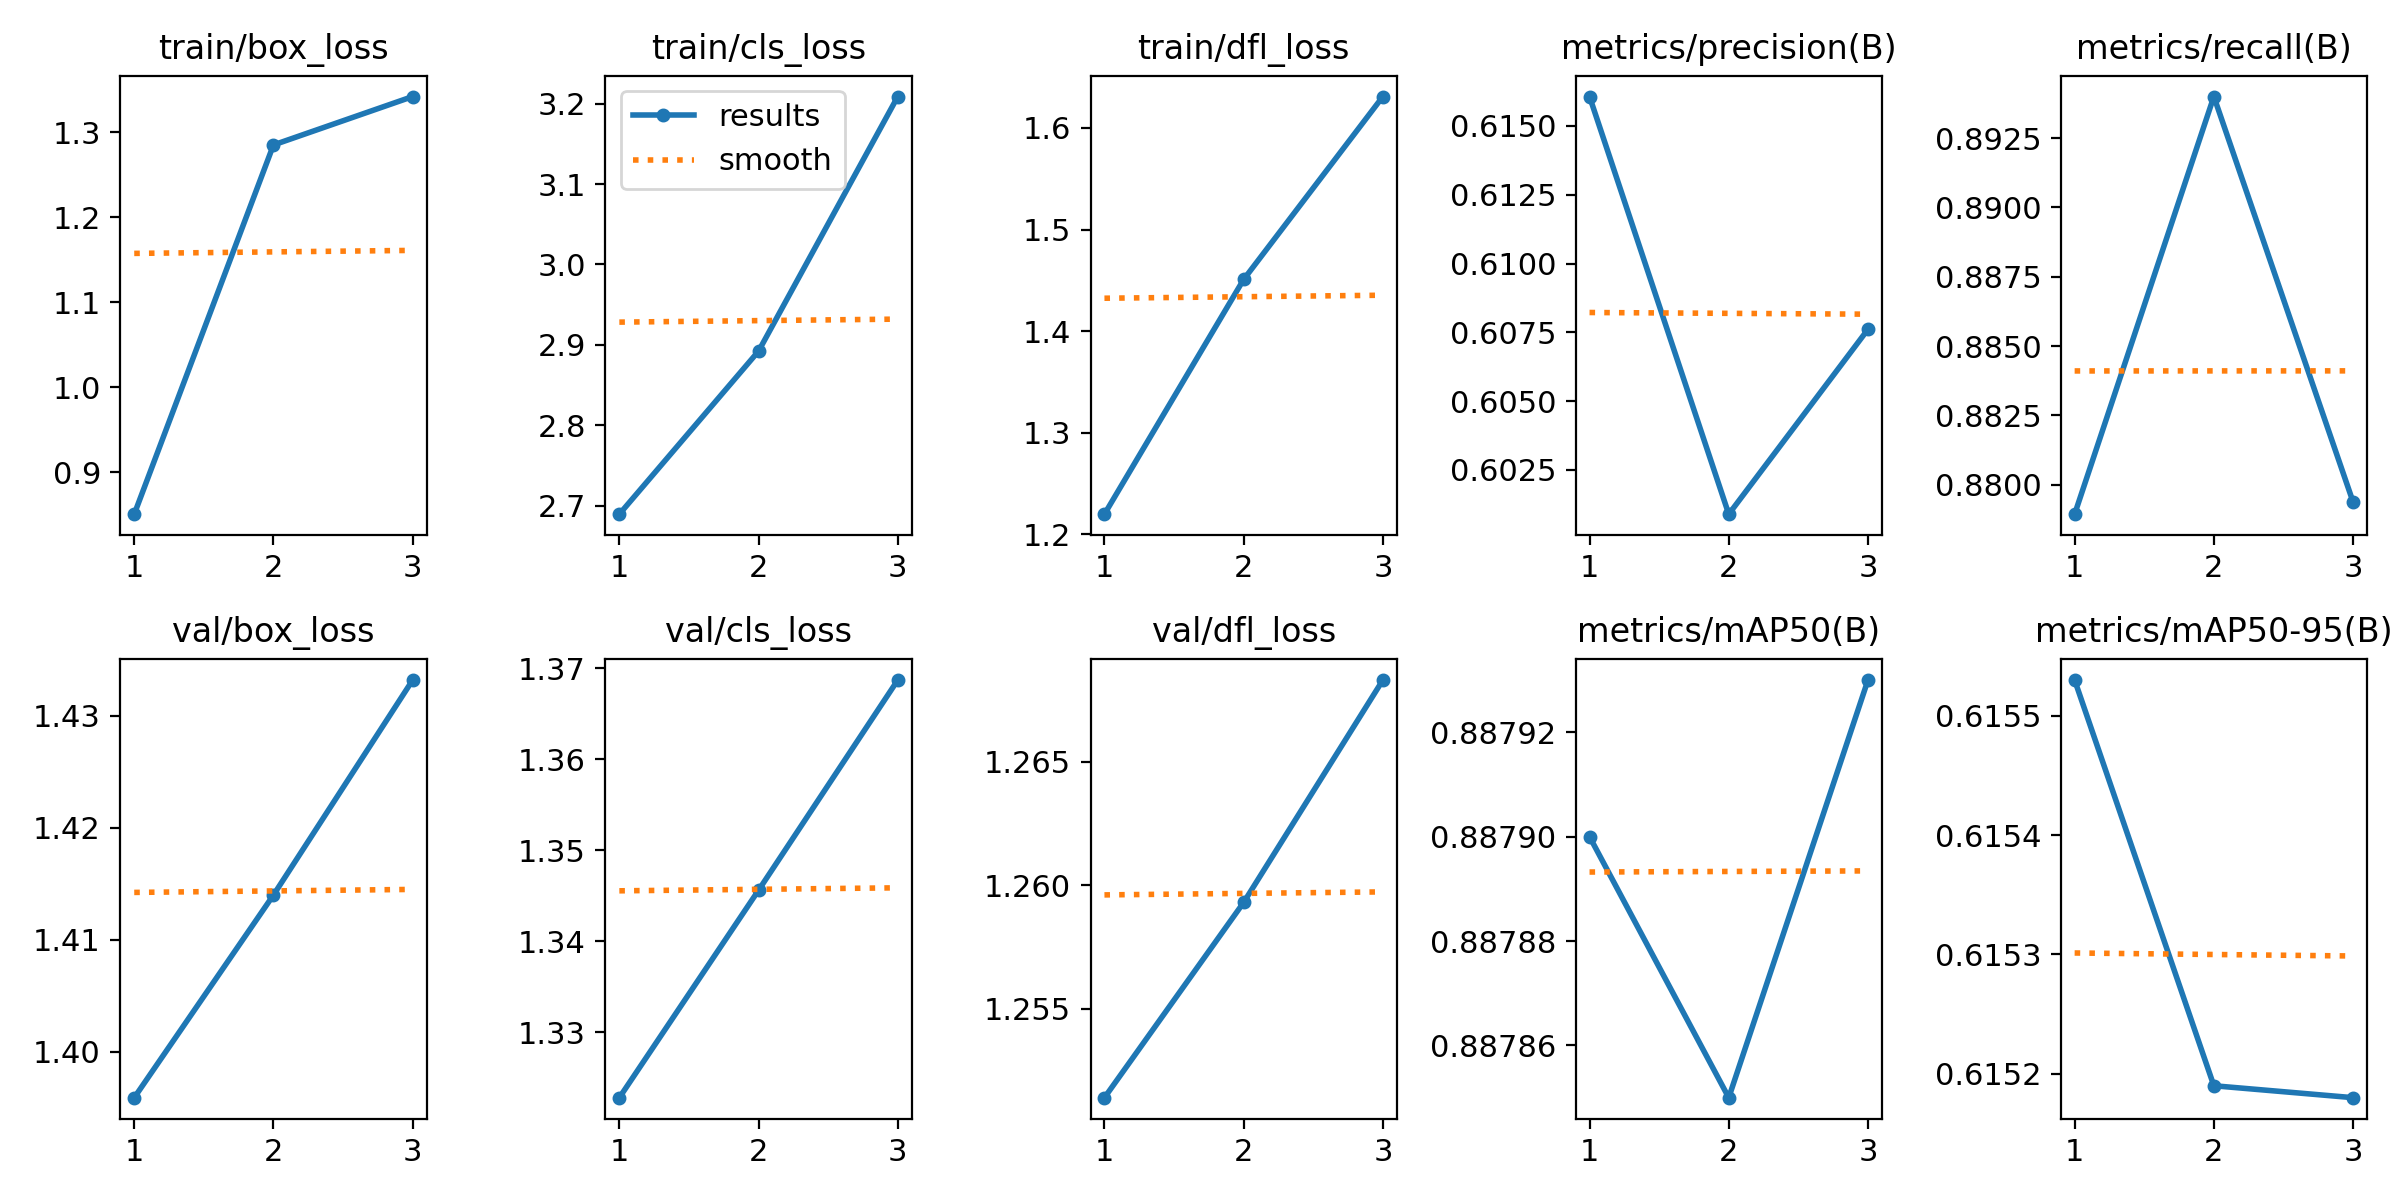 train/box_loss
1.3
1.2
1.1
1.0
0.9
1 2 3
train/cls_loss
results
smooth
3.2
3.1
3.0
2.9
2.8
2.7
1 2 3
train/dfl_loss
1.6
1.5
1.4
1.3
1.2
1 2 3
metrics/precision(B)
0.6150
0.6125
0.6100
0.6075
0.6050
0.6025
1 2 3
metrics/recall(B)
0.8925
0.8900
0.8875
0.8850
0.8825
0.8800
1 2 3
val/box_loss
1.43
1.42
1.41
1.40
1 2 3
val/cls_loss
1.37
1.36
1.35
1.34
1.33
1 2 3
val/dfl_loss
1.265
1.260
1.255
1 2 3
metrics/mAP50(B)
0.88792
0.88790
0.88788
0.88786
1 2 3
metrics/mAP50-95(B)
0.6155
0.6154
0.6153
0.6152
1 2 3